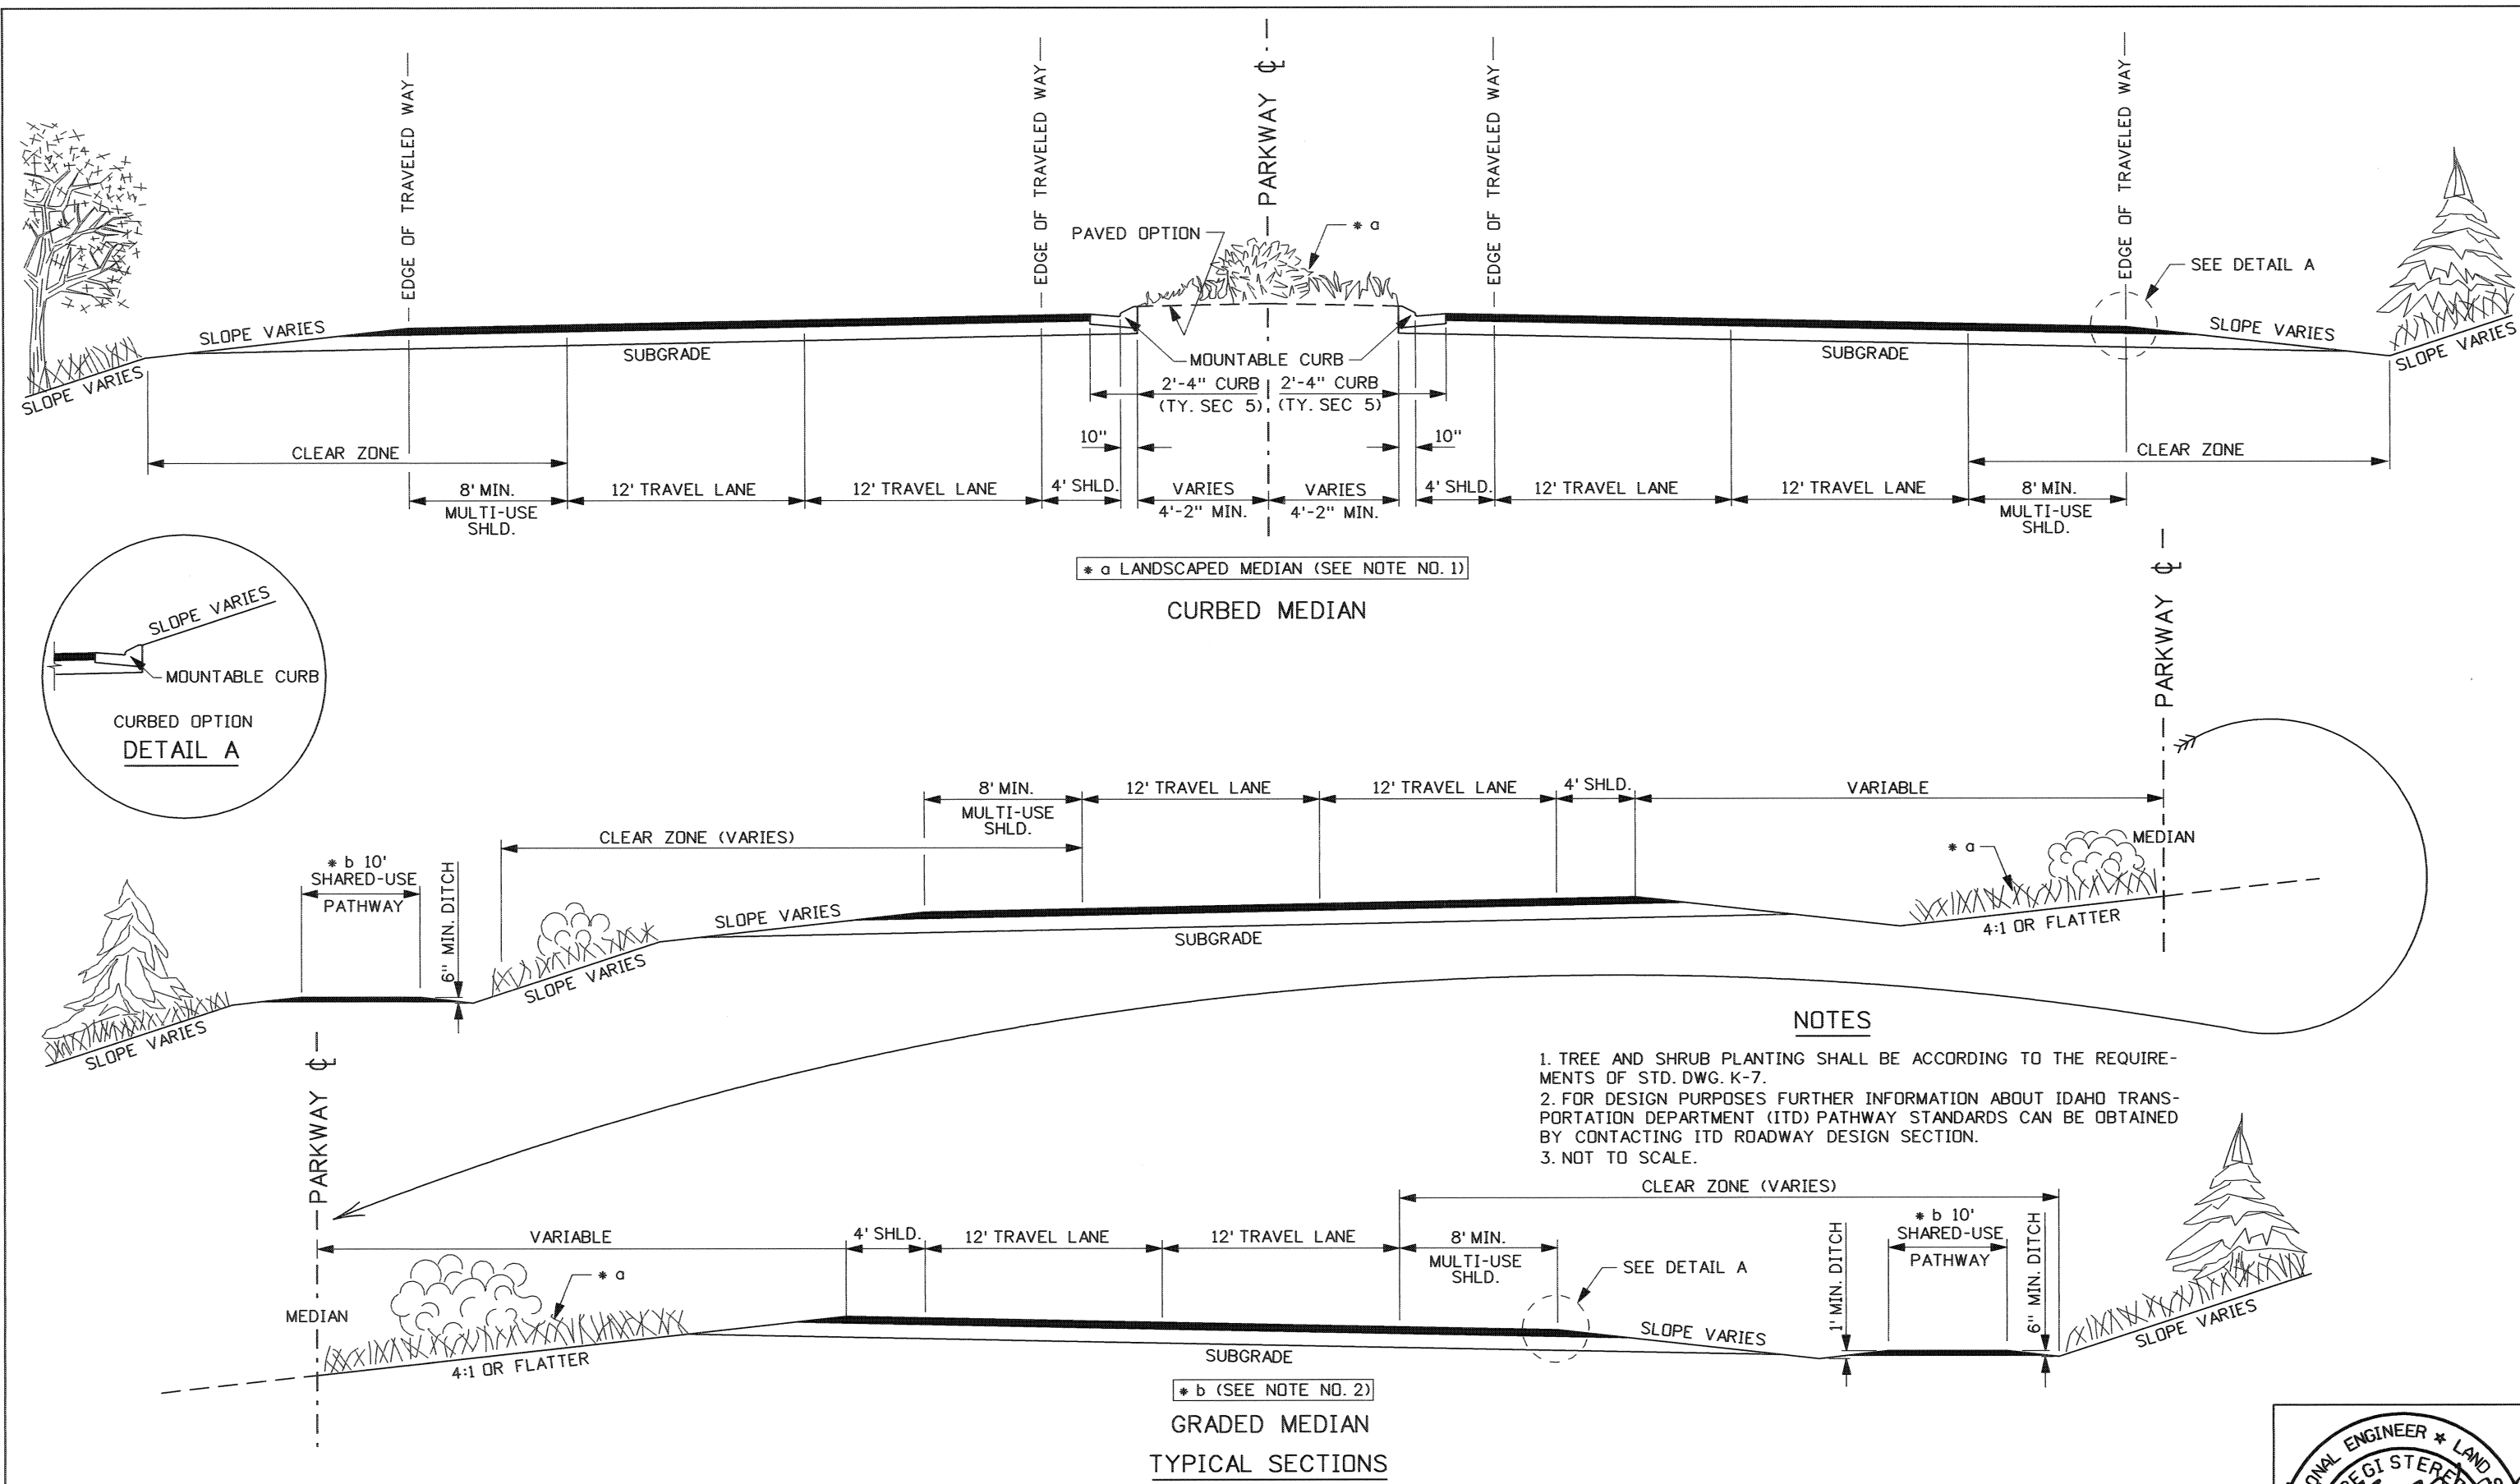 EDGE OF TRAVELED WAY
EDGE OF TRAVELED WAY
PARKWAY ℄
EDGE OF TRAVELED WAY
EDGE OF TRAVELED WAY
PAVED OPTION
* a
SEE DETAIL A
SLOPE VARIES
SLOPE VARIES
SUBGRADE
MOUNTABLE CURB
SUBGRADE
SLOPE VARIES
SLOPE VARIES
2'-4" CURB
(TY. SEC 5)
2'-4" CURB
(TY. SEC 5)
10"
10"
CLEAR ZONE
CLEAR ZONE
8' MIN.
MULTI-USE
SHLD.
12' TRAVEL LANE
12' TRAVEL LANE
4' SHLD.
VARIES
4'-2" MIN.
VARIES
4'-2" MIN.
4' SHLD.
12' TRAVEL LANE
12' TRAVEL LANE
8' MIN.
MULTI-USE
SHLD.
* a LANDSCAPED MEDIAN (SEE NOTE NO. 1)
CURBED MEDIAN
SLOPE VARIES
MOUNTABLE CURB
CURBED OPTION
DETAIL A
PARKWAY ℄
8' MIN.
MULTI-USE
SHLD.
12' TRAVEL LANE
12' TRAVEL LANE
4' SHLD.
VARIABLE
CLEAR ZONE (VARIES)
* b 10'
SHARED-USE
PATHWAY
6" MIN. DITCH
* a
MEDIAN
SLOPE VARIES
SUBGRADE
4:1 OR FLATTER
SLOPE VARIES
SLOPE VARIES
NOTES
1. TREE AND SHRUB PLANTING SHALL BE ACCORDING TO THE REQUIRE-
MENTS OF STD. DWG. K-7.
2. FOR DESIGN PURPOSES FURTHER INFORMATION ABOUT IDAHO TRANS-
PORTATION DEPARTMENT (ITD) PATHWAY STANDARDS CAN BE OBTAINED
BY CONTACTING ITD ROADWAY DESIGN SECTION.
3. NOT TO SCALE.
PARKWAY ℄
CLEAR ZONE (VARIES)
VARIABLE
4' SHLD.
12' TRAVEL LANE
12' TRAVEL LANE
8' MIN.
MULTI-USE
SHLD.
1' MIN. DITCH
* b 10'
SHARED-USE
PATHWAY
6" MIN. DITCH
* a
SEE DETAIL A
MEDIAN
4:1 OR FLATTER
SUBGRADE
SLOPE VARIES
SLOPE VARIES
* b (SEE NOTE NO. 2)
GRADED MEDIAN
TYPICAL SECTIONS
ENGINEER * LAND